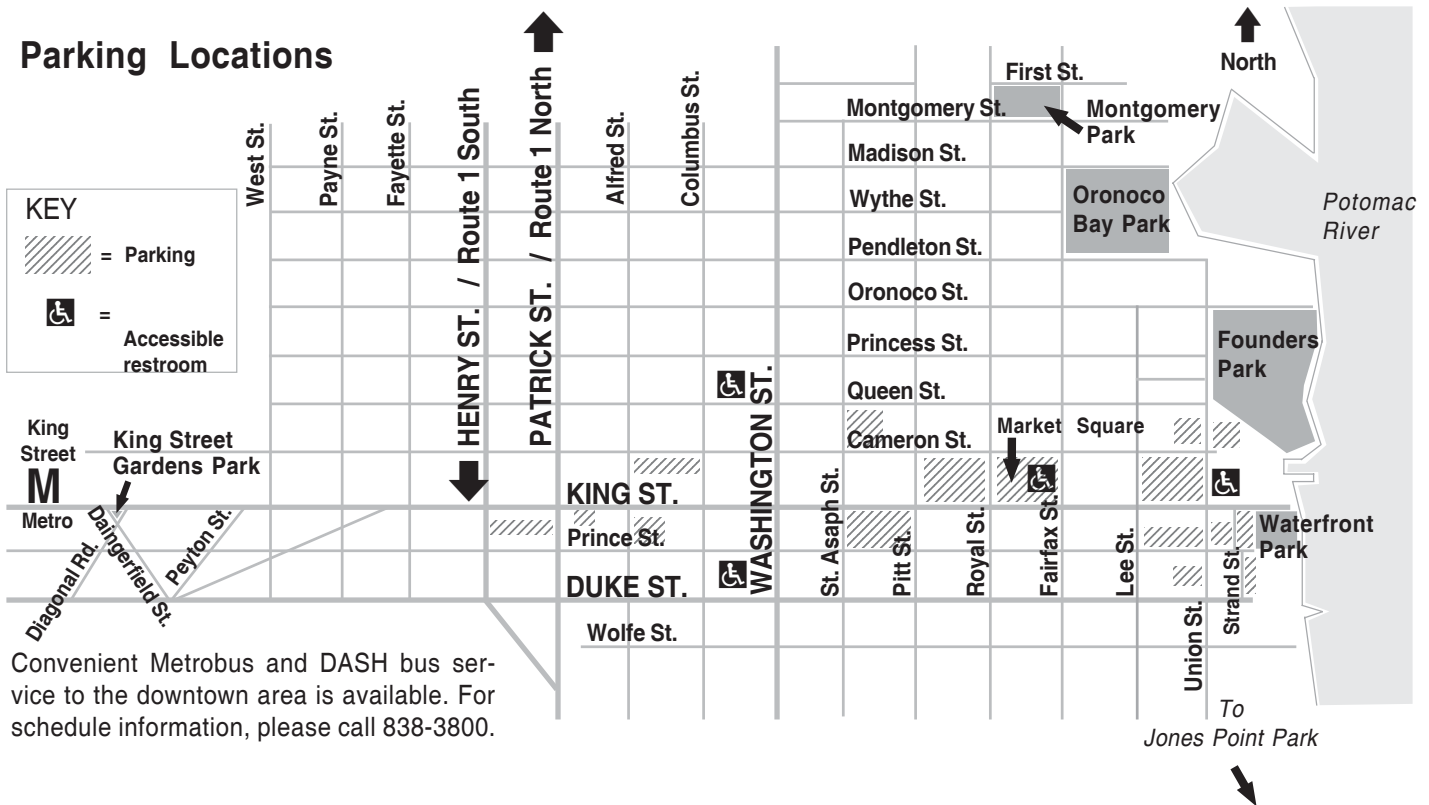 Parking Locations
North
First St.
Montgomery St.
Montgomery
Park
Madison St.
Wythe St.
Oronoco
Bay Park
Potomac
River
Pendleton St.
Oronoco St.
Princess St.
Founders
Park
Queen St.
Market Square
Cameron St.
West St.
Payne St.
Fayette St.
HENRY ST. / Route 1 South
PATRICK ST. / Route 1 North
Alfred St.
Columbus St.
WASHINGTON ST.
KEY
= Parking
=
Accessible
restroom
King
Street
M
Metro
King Street
Gardens Park
KING ST.
Prince St.
DUKE ST.
Wolfe St.
Diagonal Rd.
Daingerfield St.
Peyton St.
St. Asaph St.
Pitt St.
Royal St.
Fairfax St.
Lee St.
Union St.
Strand St.
Waterfront
Park
Convenient Metrobus and DASH bus ser-
vice to the downtown area is available. For
schedule information, please call 838-3800.
To
Jones Point Park